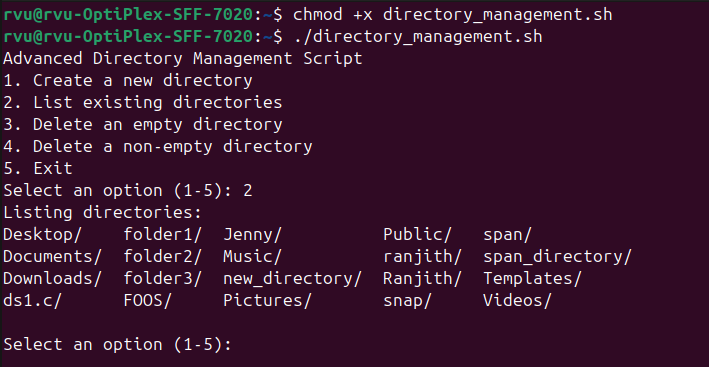 rvu@rvu-OptiPlex-SFF-7020:~$ chmod +x directory_management.sh
rvu@rvu-OptiPlex-SFF-7020:~$ ./directory_management.sh
Advanced Directory Management Script
1. Create a new directory
2. List existing directories
3. Delete an empty directory
4. Delete a non-empty directory
5. Exit
Select an option (1-5): 2
Listing directories:
Desktop/    folder1/  Jenny/          Public/   span/
Documents/  folder2/  Music/          ranjith/  span_directory/
Downloads/  folder3/  new_directory/  Ranjith/  Templates/
ds1.c/      FOOS/     Pictures/       snap/     Videos/
Select an option (1-5):